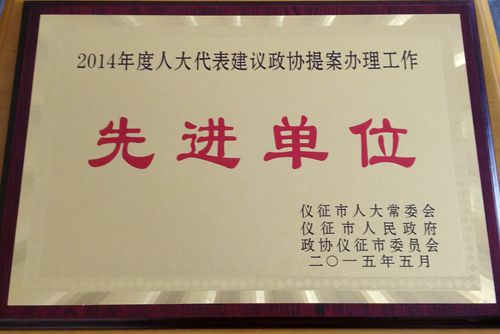 2014年度人大代表建议政协提案办理工作
先进单位
仪征市人大常委会
仪征市人民政府
政协仪征市委员会
二〇一五年五月